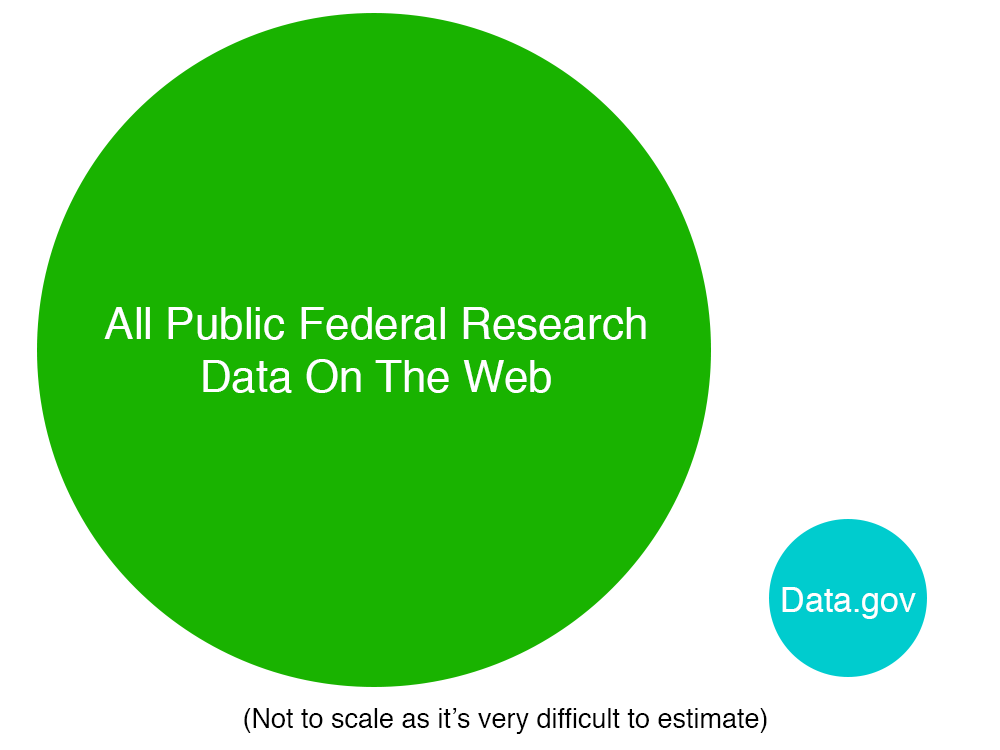 All Public Federal Research
Data On The Web
Data.gov
(Not to scale as it’s very difficult to estimate)